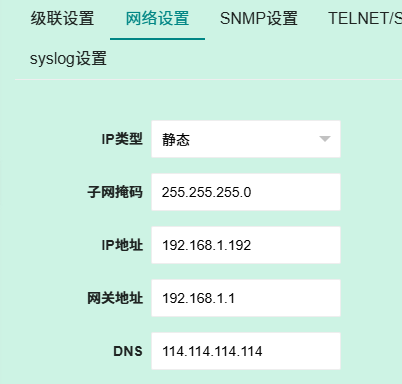 级联设置 网络设置 SNMP设置 TELNET/S
syslog设置
IP类型 静态
子网掩码 255.255.255.0
IP地址 192.168.1.192
网关地址 192.168.1.1
DNS 114.114.114.114